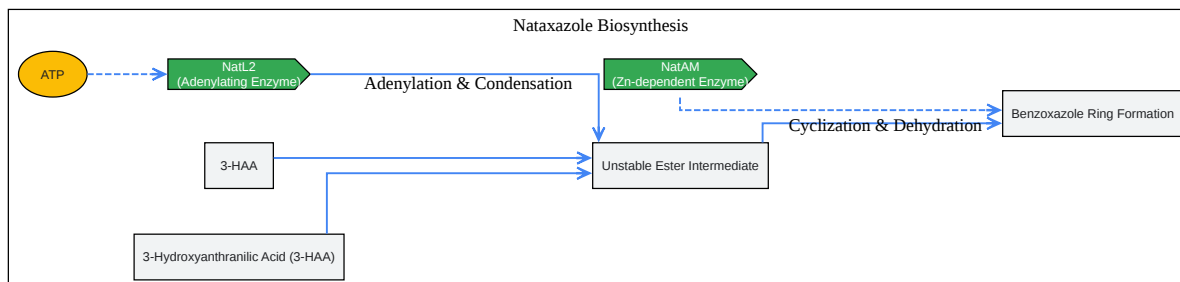 Nataxazole Biosynthesis
ATP
NatL2
(Adenylating Enzyme)
Adenylation & Condensation
NatAM
(Zn-dependent Enzyme)
Benzoxazole Ring Formation
Cyclization & Dehydration
3-HAA
Unstable Ester Intermediate
3-Hydroxyanthranilic Acid (3-HAA)